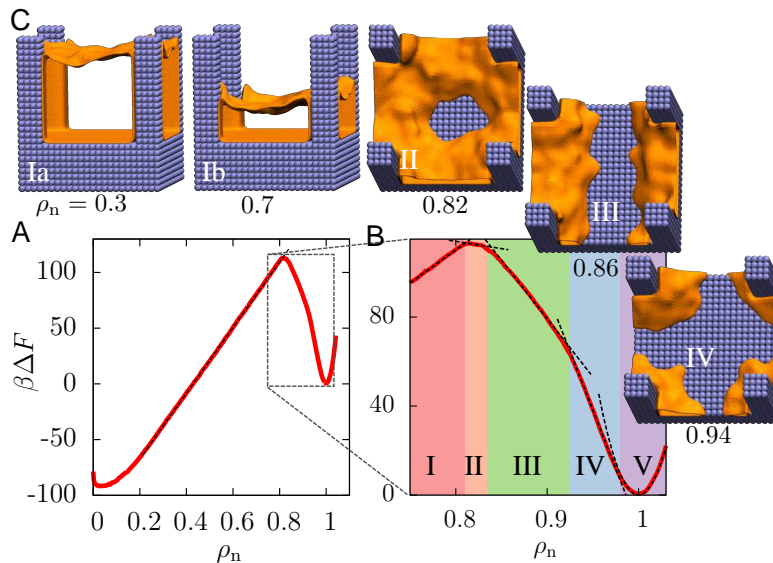 C
Ia
Ib
II
III
IV
ρn = 0.3
0.7
0.82
0.86
0.94
A
βΔF
100
50
0
-50
-100
0 0.2 0.4 0.6 0.8 1
ρn
B
80
40
0
I II III IV V
0.8 0.9 1
ρn